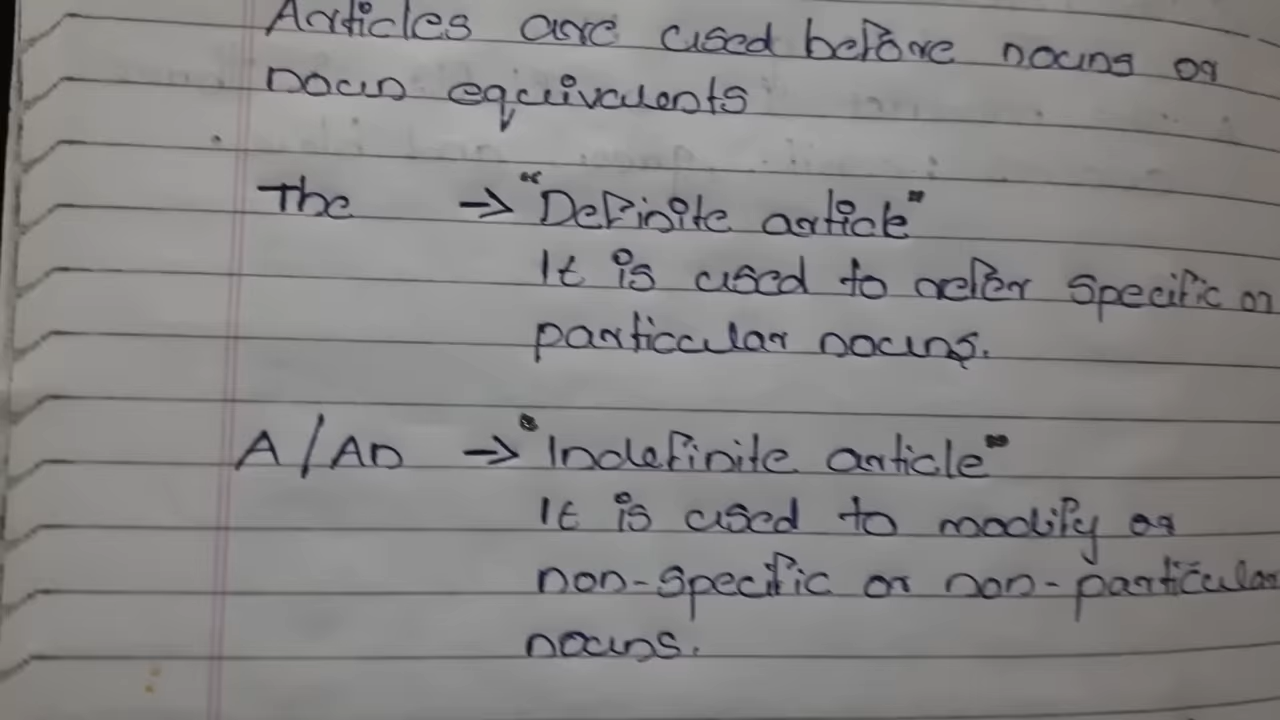 Articles are used before nouns or
noun equivalents
The → "Definite article"
It is used to refer specific or
particular nouns.
A/An → "Indefinite article"
It is used to modify or
non-specific or non-particular
nouns.